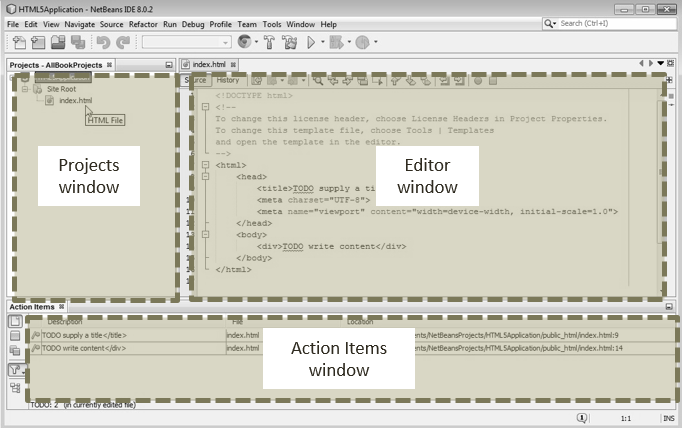 HTML5Application - NetBeans IDE 8.0.2
File Edit View Navigate Source Refactor Run Debug Profile Team Tools Window Help
Search (Ctrl+I)
Projects - AllBookProjects
index.html
Source History
Site Root
index.html
HTML File
Projects
window
<!DOCTYPE html>
<!--
To change this license header, choose License Headers in Project Properties.
To change this template file, choose Tools | Templates
and open the template in the editor.
-->
<html>
<head>
<title>TODO supply a ti
<meta charset="UTF-8">
<meta name="viewport" content="width=device-width, initial-scale=1.0">
</head>
<body>
<div>TODO write content</div>
</body>
</html>
Editor
window
Action Items
Description File Location
TODO supply a title</title> index.html ents/NetBeansProjects/HTML5Application/public_html/index.html:9
TODO write content</div> index.html ents/NetBeansProjects/HTML5Application/public_html/index.html:14
Action Items
window
TODO: 2 (in currently edited file)
1:1 INS